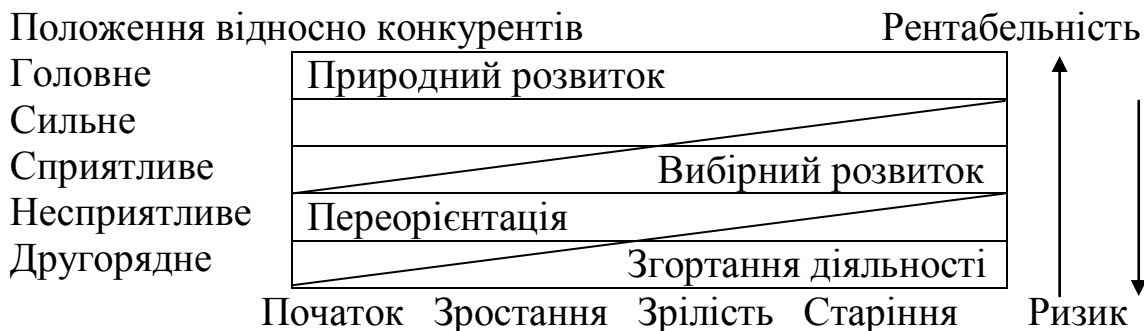 Положення відносно конкурентів Рентабельність
Головне Природний розвиток
Сильне
Сприятливе Вибірний розвиток
Несприятливе Переорієнтація
Другорядне Згортання діяльності
Початок Зростання Зрілість Старіння Ризик